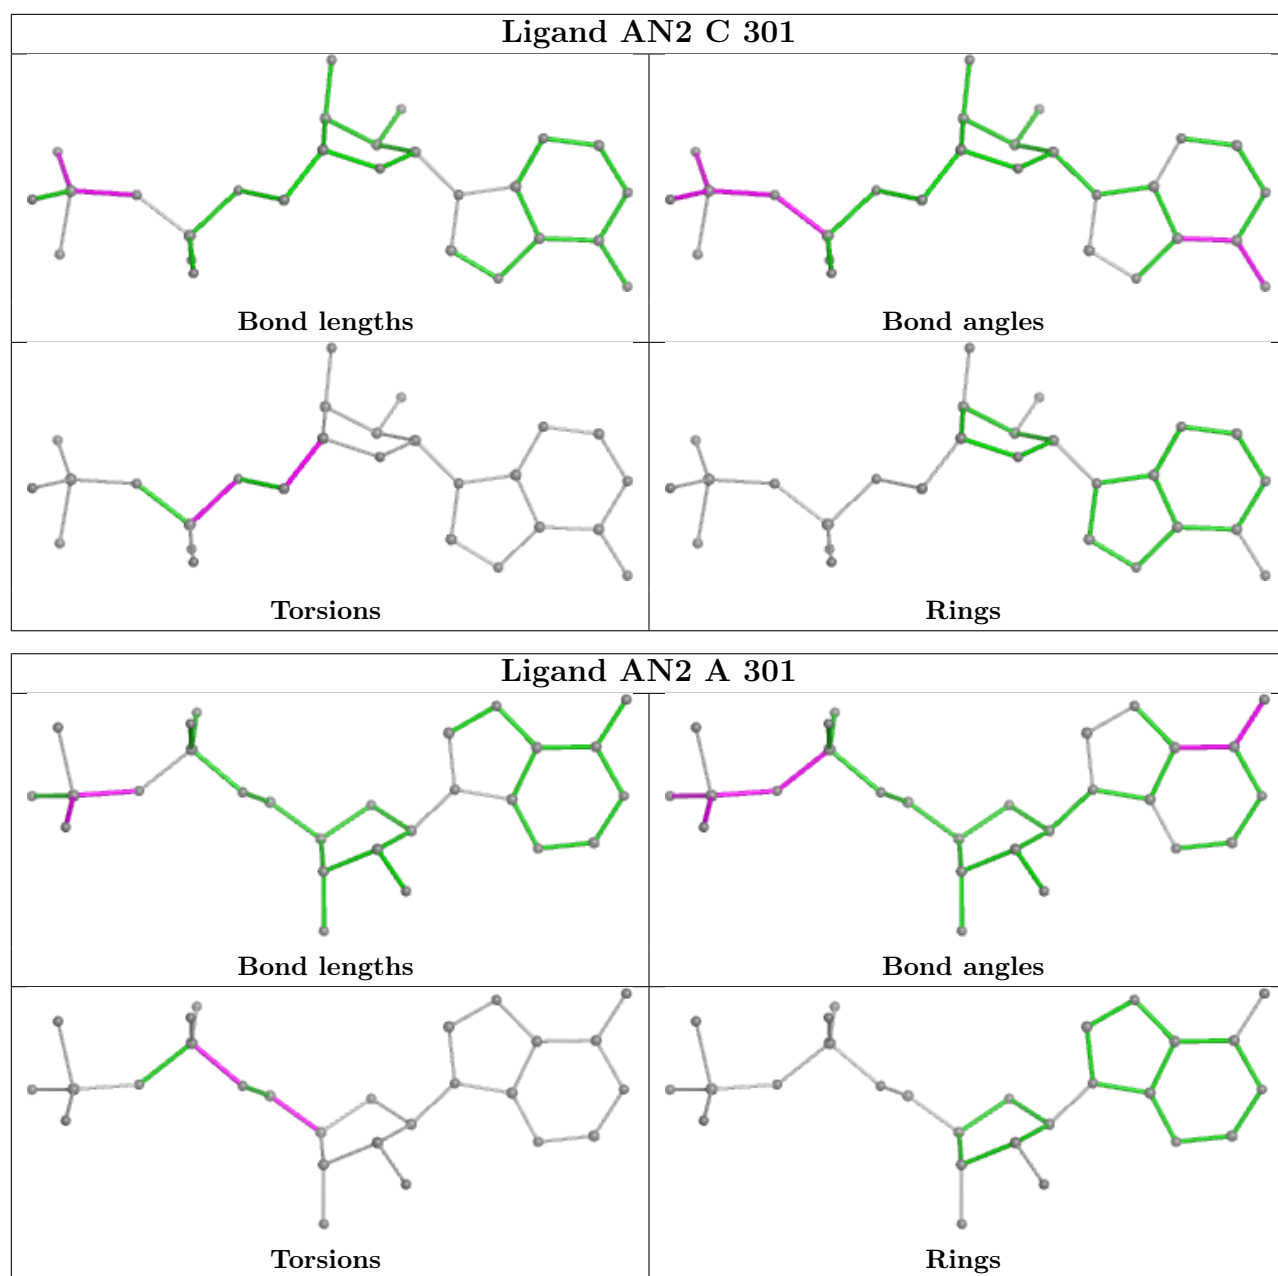 Ligand AN2 C 301
Bond lengths
Bond angles
Torsions
Rings
Ligand AN2 A 301
Bond lengths
Bond angles
Torsions
Rings